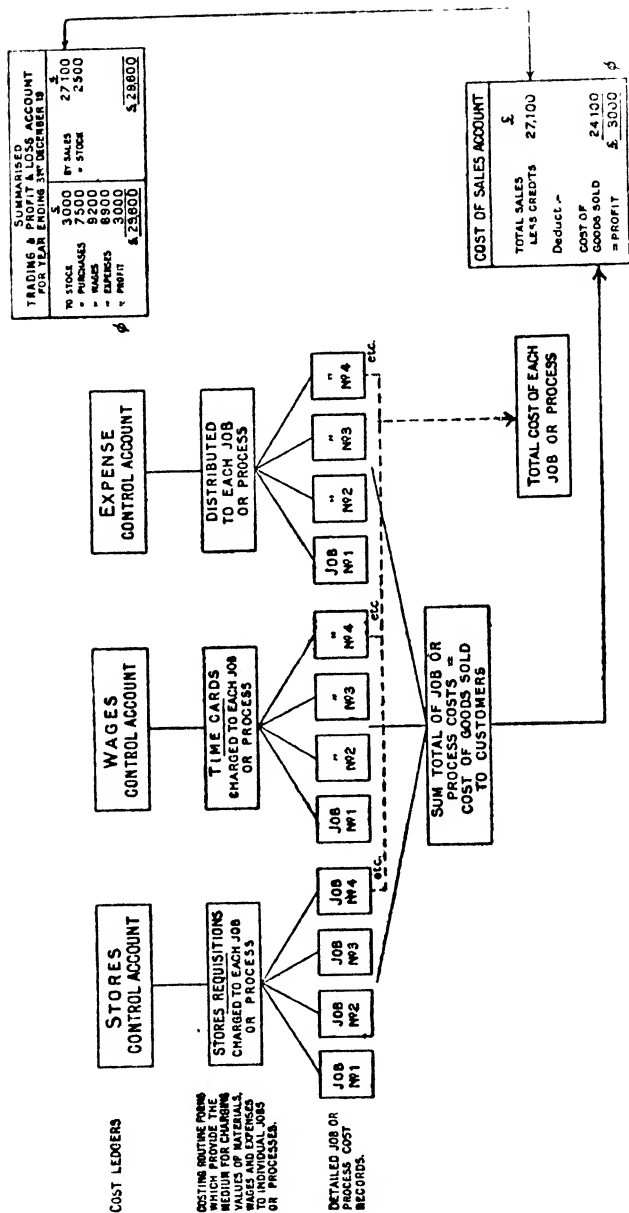 SUMMARISED
TRADING & PROFIT & LOSS ACCOUNT
FOR YEAR ENDING 31ST DECEMBER 19
£
£
TO STOCK 3000
BY SALES 27100
" PURCHASES 7500
" STOCK 2500
" WAGES 9200
" EXPENSES 6900
" PROFIT 3000
£ 29,600
£ 29,600
ϕ
COST LEDGERS
STORES
CONTROL ACCOUNT
WAGES
CONTROL ACCOUNT
EXPENSE
CONTROL ACCOUNT
COSTING ROUTINE FORMS
WHICH PROVIDE THE
MEDIUM FOR CHARGING
VALUES OF MATERIALS,
WAGES AND EXPENSES
TO INDIVIDUAL JOBS
OR PROCESSES.
STORES REQUISITIONS
CHARGED TO EACH JOB
OR PROCESS
TIME CARDS
CHARGED TO EACH JOB
OR PROCESS
DISTRIBUTED
TO EACH JOB
OR PROCESS
DETAILED JOB OR
PROCESS COST
RECORDS.
JOB
Nº1
JOB
Nº2
JOB
Nº3
JOB
Nº4
etc.
JOB
Nº1
"
Nº2
"
Nº3
"
Nº4
etc
JOB
Nº1
"
Nº2
"
Nº3
"
Nº4
etc.
SUM TOTAL OF JOB OR
PROCESS COSTS =
COST OF GOODS SOLD
TO CUSTOMERS
TOTAL COST OF EACH
JOB OR PROCESS
COST OF SALES ACCOUNT
£
TOTAL SALES
LESS CREDITS 27,100
Deduct:-
COST OF
GOODS SOLD 24100
= PROFIT £ 3000
ϕ